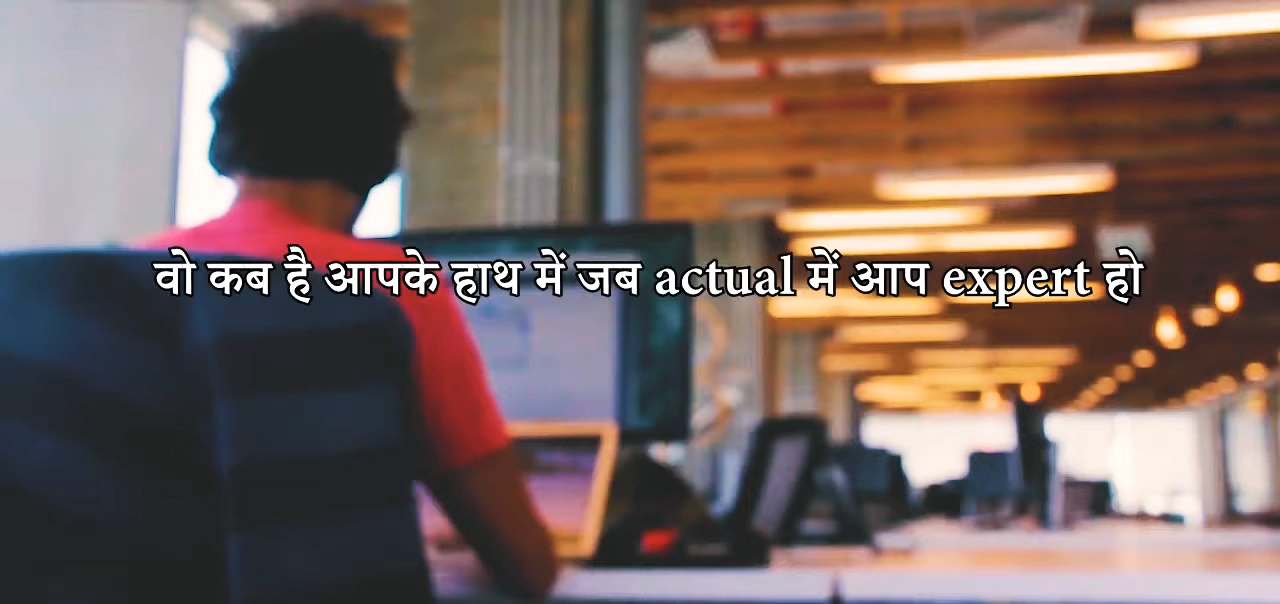 वो कब है आपके हाथ में जब actual में आप expert हो